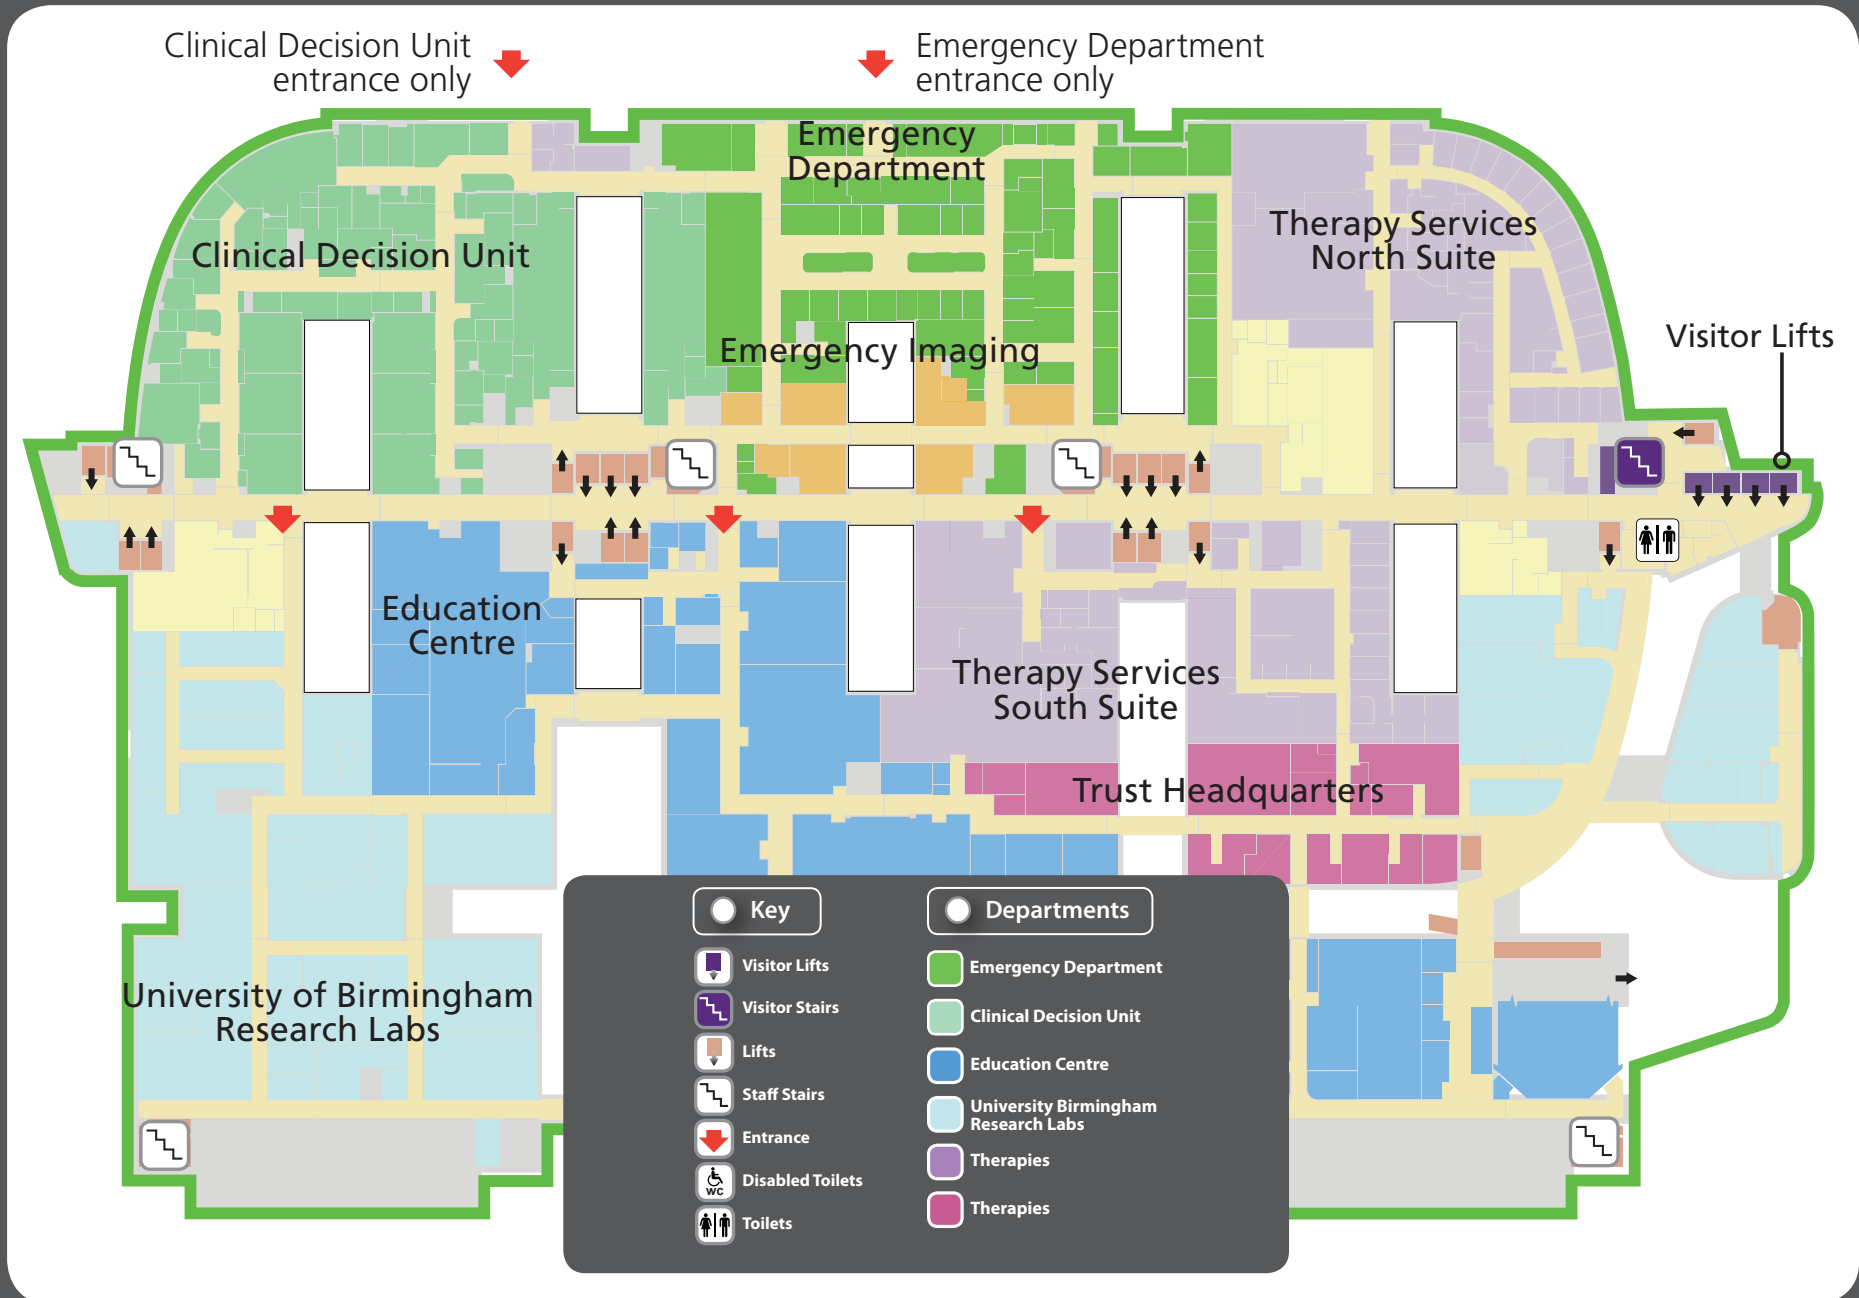 Clinical Decision Unit
entrance only
Emergency Department
entrance only
Emergency
Department
Clinical Decision Unit
Therapy Services
North Suite
Emergency Imaging
Visitor Lifts
Education
Centre
Therapy Services
South Suite
Trust Headquarters
University of Birmingham
Research Labs
Key
Visitor Lifts
Visitor Stairs
Lifts
Staff Stairs
Entrance
WC
Disabled Toilets
Toilets
Departments
Emergency Department
Clinical Decision Unit
Education Centre
University Birmingham
Research Labs
Therapies
Therapies